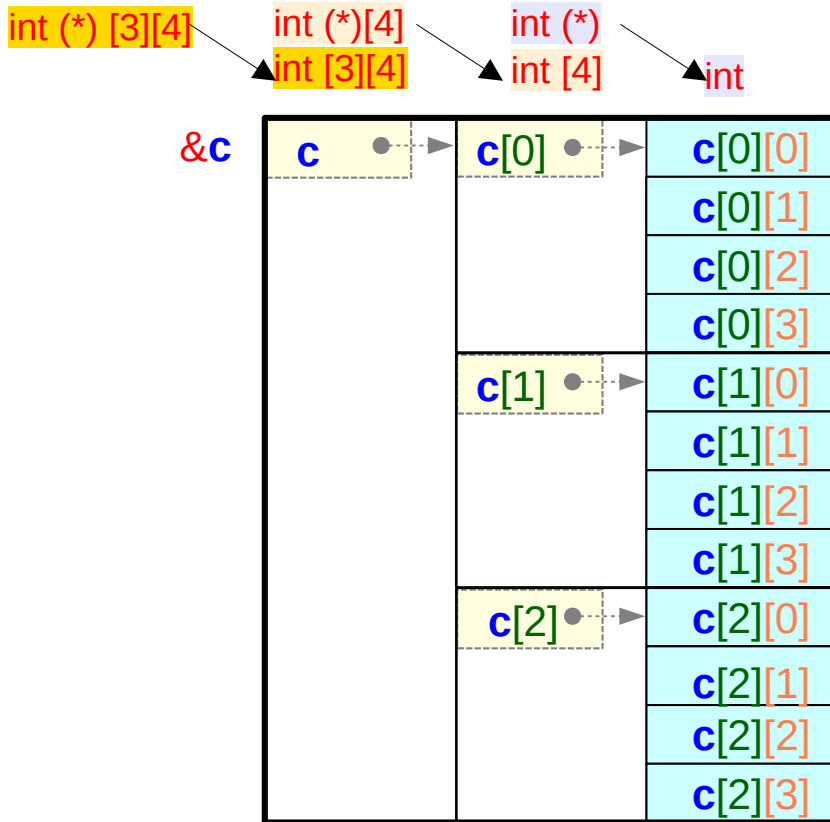 int (*) [3][4] int (*)[4] int (*)
int [3][4] int [4] int
&c c c[0] c[0][0]
c[0][1]
c[0][2]
c[0][3]
c[1] c[1][0]
c[1][1]
c[1][2]
c[1][3]
c[2] c[2][0]
c[2][1]
c[2][2]
c[2][3]